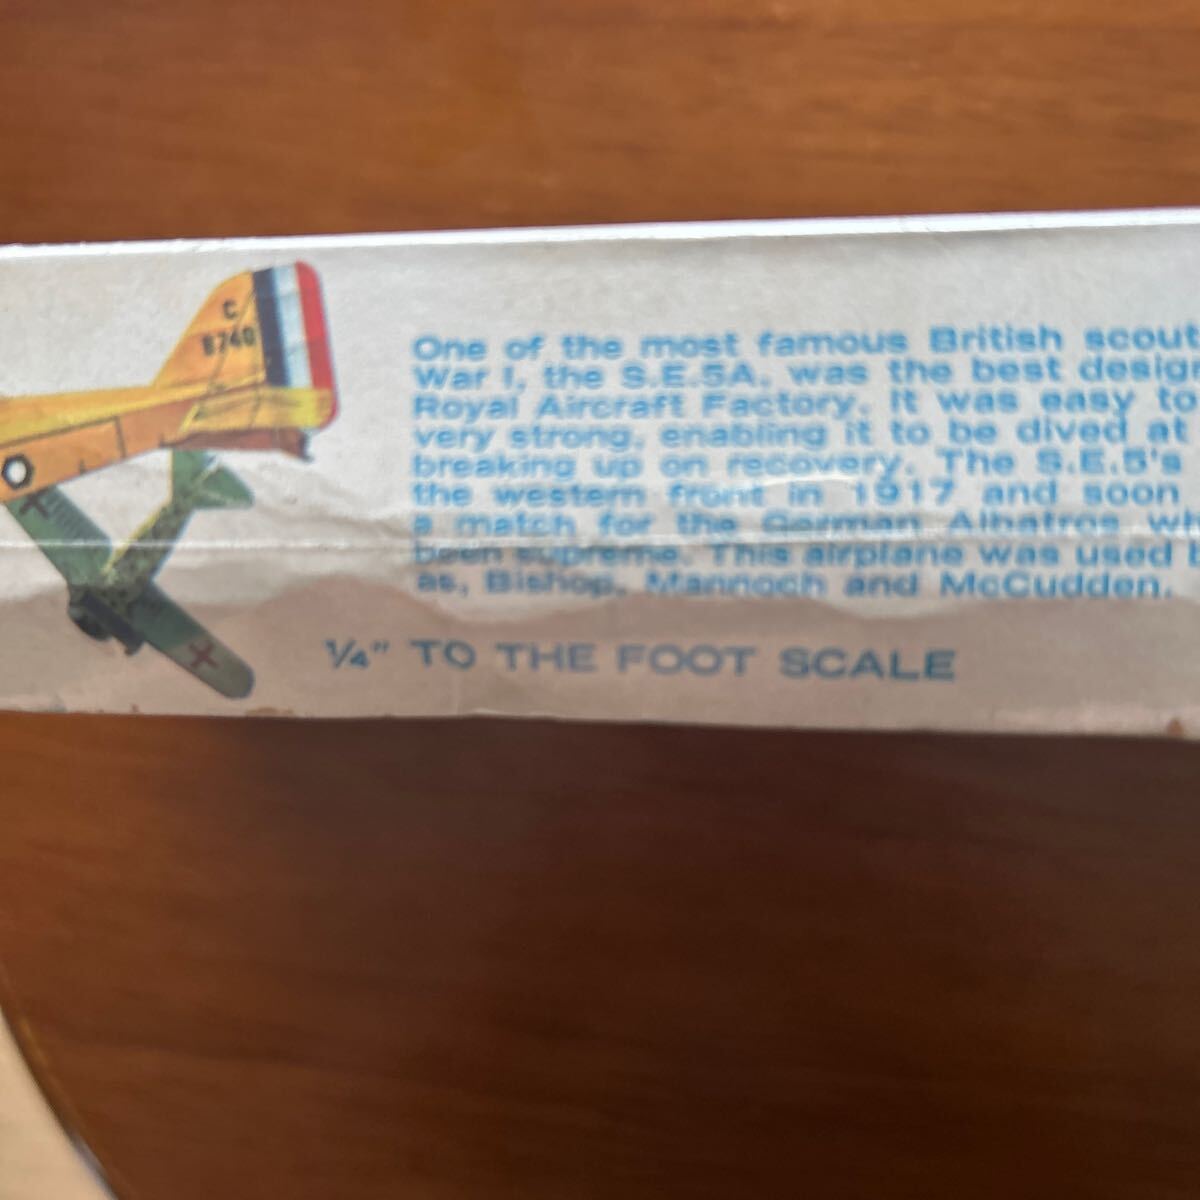 C
8740
One of the most famous British scout
War I, the S.E.5A, was the best design
Royal Aircraft Factory. It was easy to
very strong, enabling it to be dived at
breaking up on recovery. The S.E.5's
the western front in 1917 and soon
a match for the German Albatros wh
been supreme. This airplane was used b
as, Bishop, Mannoch and McCudden.
¼" TO THE FOOT SCALE